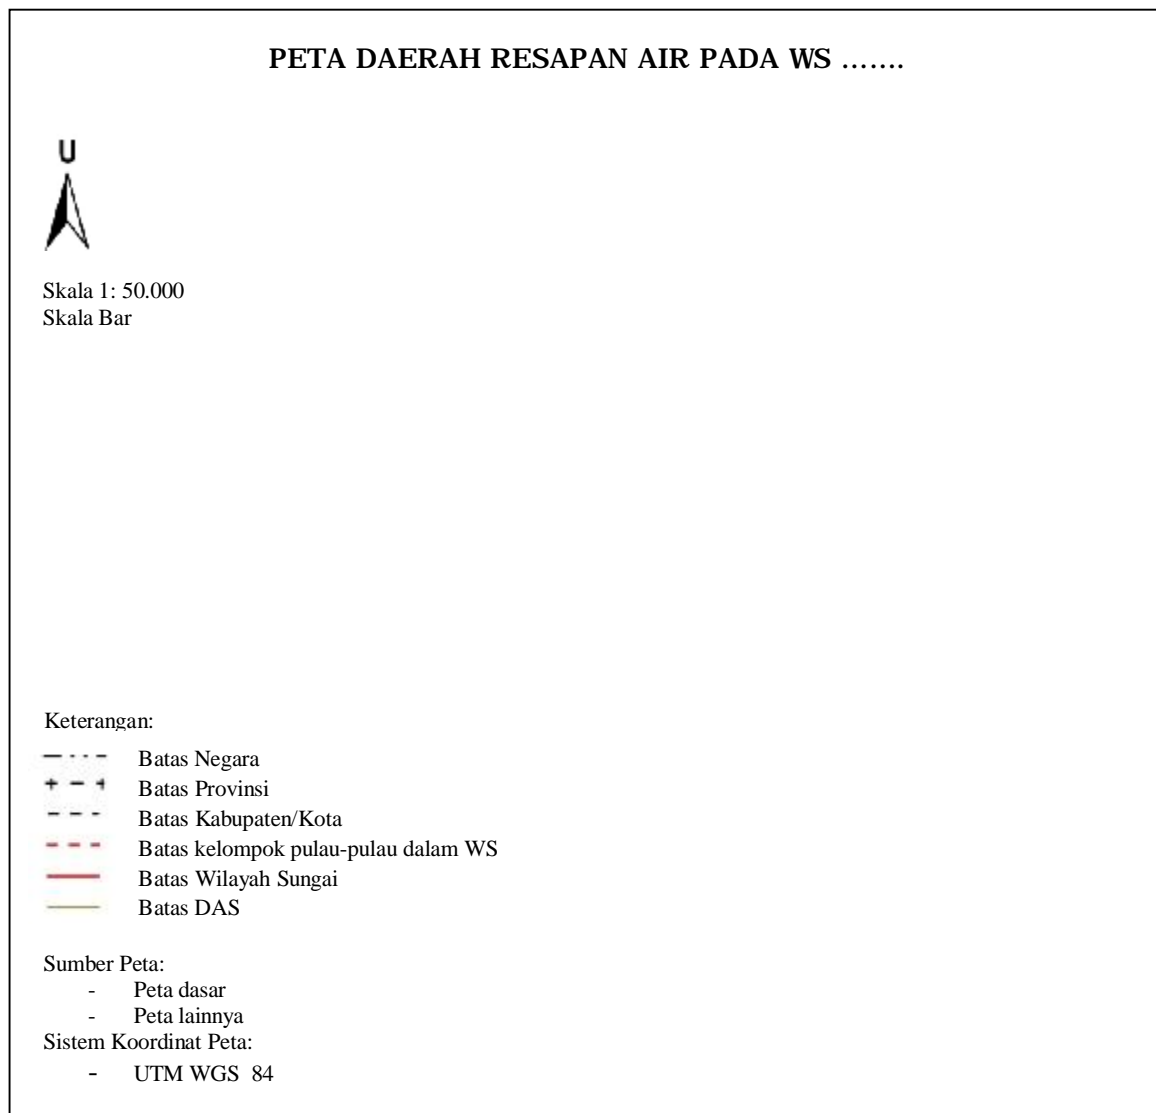 PETA DAERAH RESAPAN AIR PADA WS …….
U
Skala 1: 50.000
Skala Bar
Keterangan:
Batas Negara
Batas Provinsi
Batas Kabupaten/Kota
Batas kelompok pulau-pulau dalam WS
Batas Wilayah Sungai
Batas DAS
Sumber Peta:
- Peta dasar
- Peta lainnya
Sistem Koordinat Peta:
- UTM WGS 84